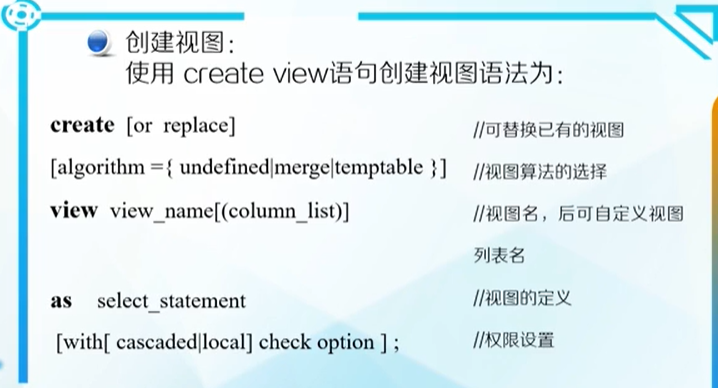 创建视图：
使用 create view语句创建视图语法为：
create [or replace] //可替换已有的视图
[algorithm ={ undefined|merge|temptable }] //视图算法的选择
view view_name[(column_list)] //视图名，后可自定义视图
列表名
as select_statement //视图的定义
[with[ cascaded|local] check option ] ; //权限设置